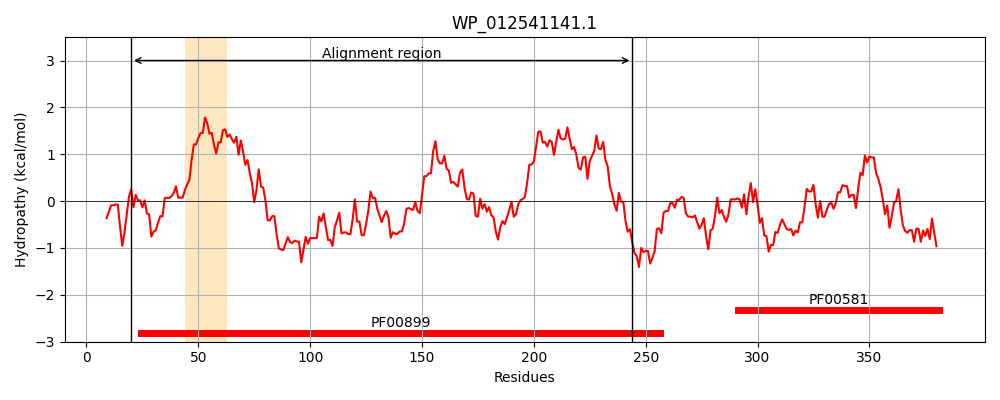 WP_012541141.1
Hydropathy (kcal/mol)
3
2
1
0
−1
−2
−3
Alignment region
PF00581
PF00899
0 50 100 150 200 250 300 350
Residues